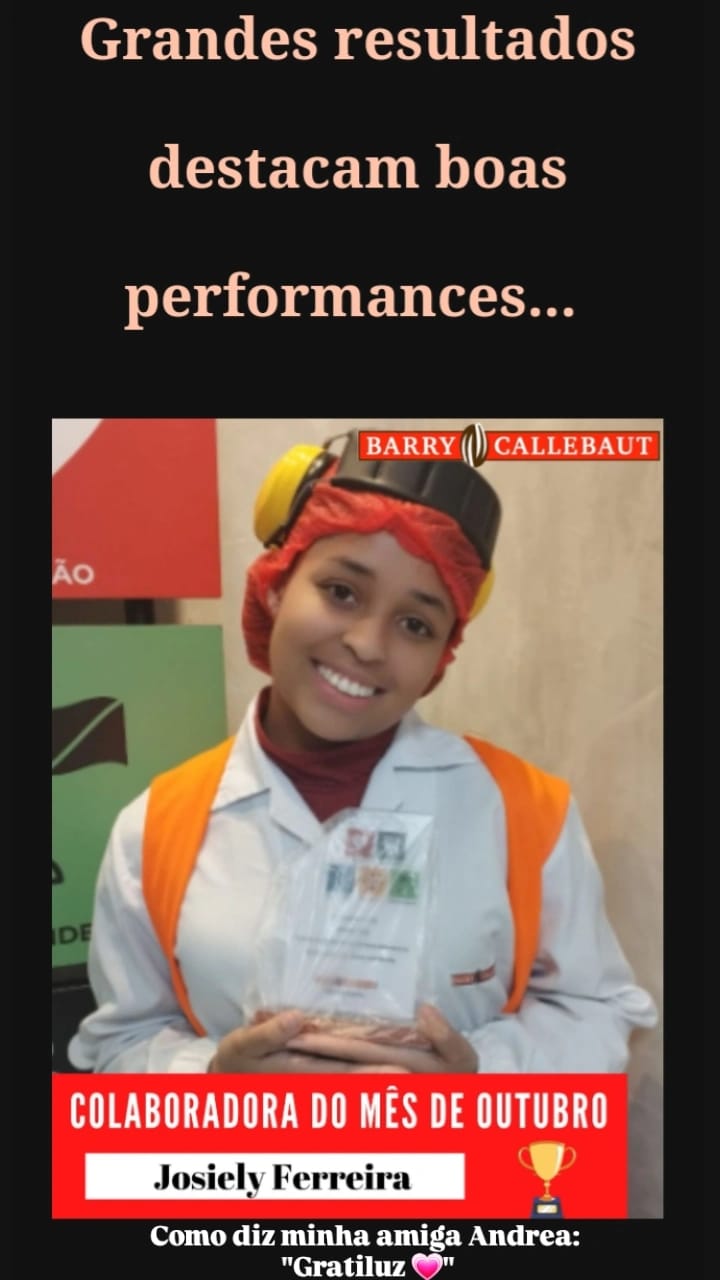 Grandes resultados
destacam boas
performances...
BARRY CALLEBAUT
ÃO
NDE
COLABORADORA DO MÊS DE OUTUBRO
Josiely Ferreira
Como diz minha amiga Andrea:
"Gratiluz💗"